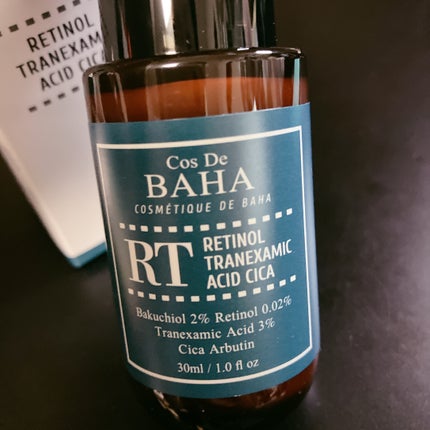 RETINOL
TRANEXAM
ACID CIC
Cos De
BAHA
COSMÉTIQUE DE BAHA
RT
RETINOL
TRANEXAMIC
ACID CICA
Bakuchiol 2% Retinol 0.02%
Tranexamic Acid 3%
Cica Arbutin
30ml / 1.0 fl oz